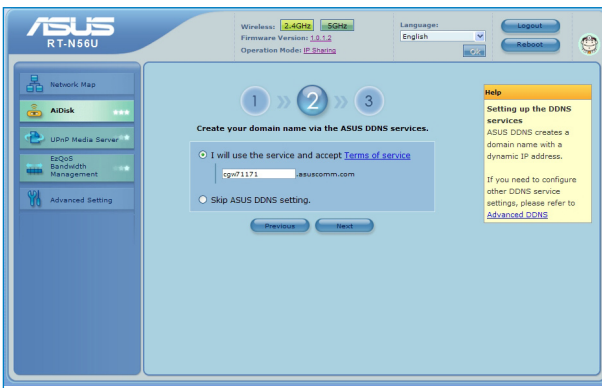 ASUS
RT-N56U
Wireless: 2.4GHz 5GHz
Firmware Version: 1.0.1.2
Operation Mode: IP Sharing
Language:
English
Logout
Reboot
Network Map
AiDisk
UPnP Media Server
EzQoS
Bandwidth
Management
Advanced Setting
1 » 2 » 3
Create your domain name via the ASUS DDNS services.
I will use the service and accept Terms of service
cgw71171 .asuscomm.com
Skip ASUS DDNS setting.
Previous Next
Help
Setting up the DDNS
services
ASUS DDNS creates a
domain name with a
dynamic IP address.
If you need to configure
other DDNS service
settings, please refer to
Advanced DDNS